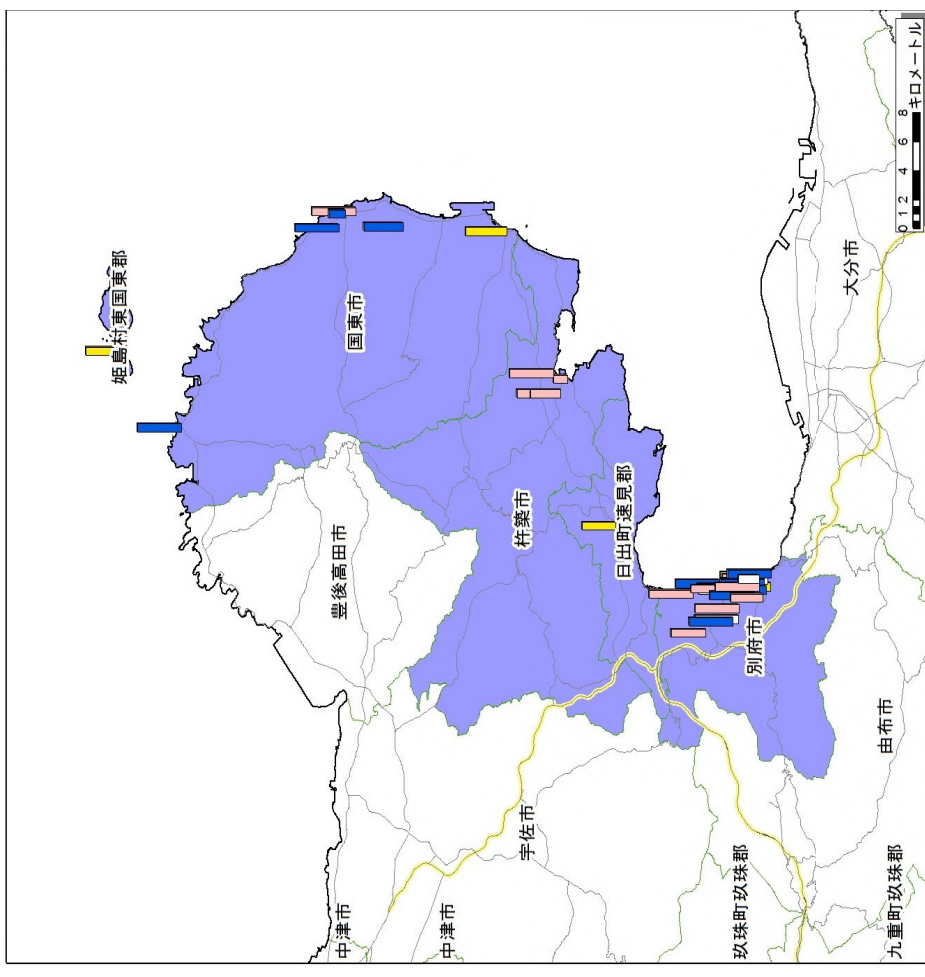 姫島村東国東郡
国東市
豊後高田市
杵築市
日出町速見郡
別府市
大分市
由布市
宇佐市
中津市
中津市
玖珠町玖珠郡
九重町玖珠郡
0 1 2 4 6 8
キロメートル